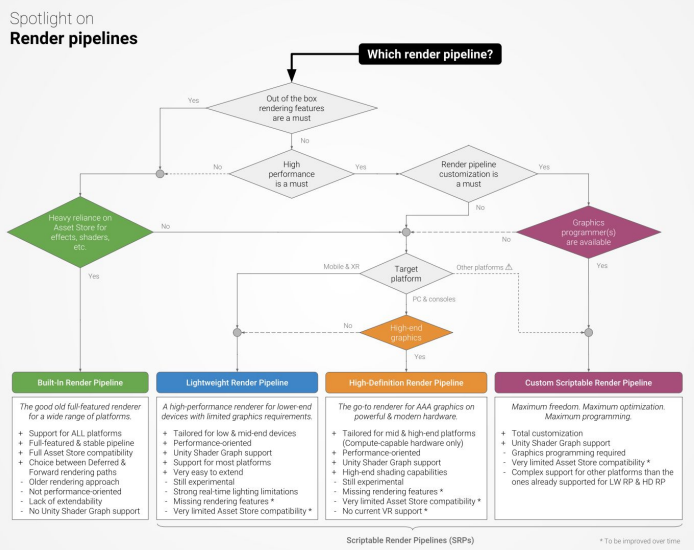 Spotlight on
Render pipelines
Which render pipeline?
Out of the box
rendering features
are a must
Yes
No
High
performance
is a must
No
Yes
Render pipeline
customization is
a must
Yes
No
Heavy reliance on
Asset Store for
effects, shaders,
etc.
No
Yes
Graphics
programmer(s)
are available
No
Yes
Target
platform
Mobile & XR
Other platforms ⚠
PC & consoles
High-end
graphics
No
Yes
Built-In Render Pipeline
The good old full-featured renderer
for a wide range of platforms.
+ Support for ALL platforms
+ Full-featured & stable pipeline
+ Full Asset Store compatibility
+ Choice between Deferred &
Forward rendering paths
- Older rendering approach
- Not performance-oriented
- Lack of extendability
- No Unity Shader Graph support
Lightweight Render Pipeline
A high-performance renderer for lower-end
devices with limited graphics requirements.
+ Tailored for low & mid-end devices
+ Performance-oriented
+ Unity Shader Graph support
+ Support for most platforms
+ Very easy to extend
- Still experimental
- Strong real-time lighting limitations
- Missing rendering features *
- Very limited Asset Store compatibility *
High-Definition Render Pipeline
The go-to renderer for AAA graphics on
powerful & modern hardware.
+ Tailored for mid & high-end platforms
(Compute-capable hardware only)
+ Performance-oriented
+ Unity Shader Graph support
+ High-end shading capabilities
- Still experimental
- Missing rendering features *
- Very limited Asset Store compatibility *
- No current VR support *
Custom Scriptable Render Pipeline
Maximum freedom. Maximum optimization.
Maximum programming.
+ Total customization
+ Unity Shader Graph support
- Graphics programming required
- Very limited Asset Store compatibility *
- Complex support for other platforms than the
ones already supported for LW RP & HD RP
Scriptable Render Pipelines (SRPs)
* To be improved over time